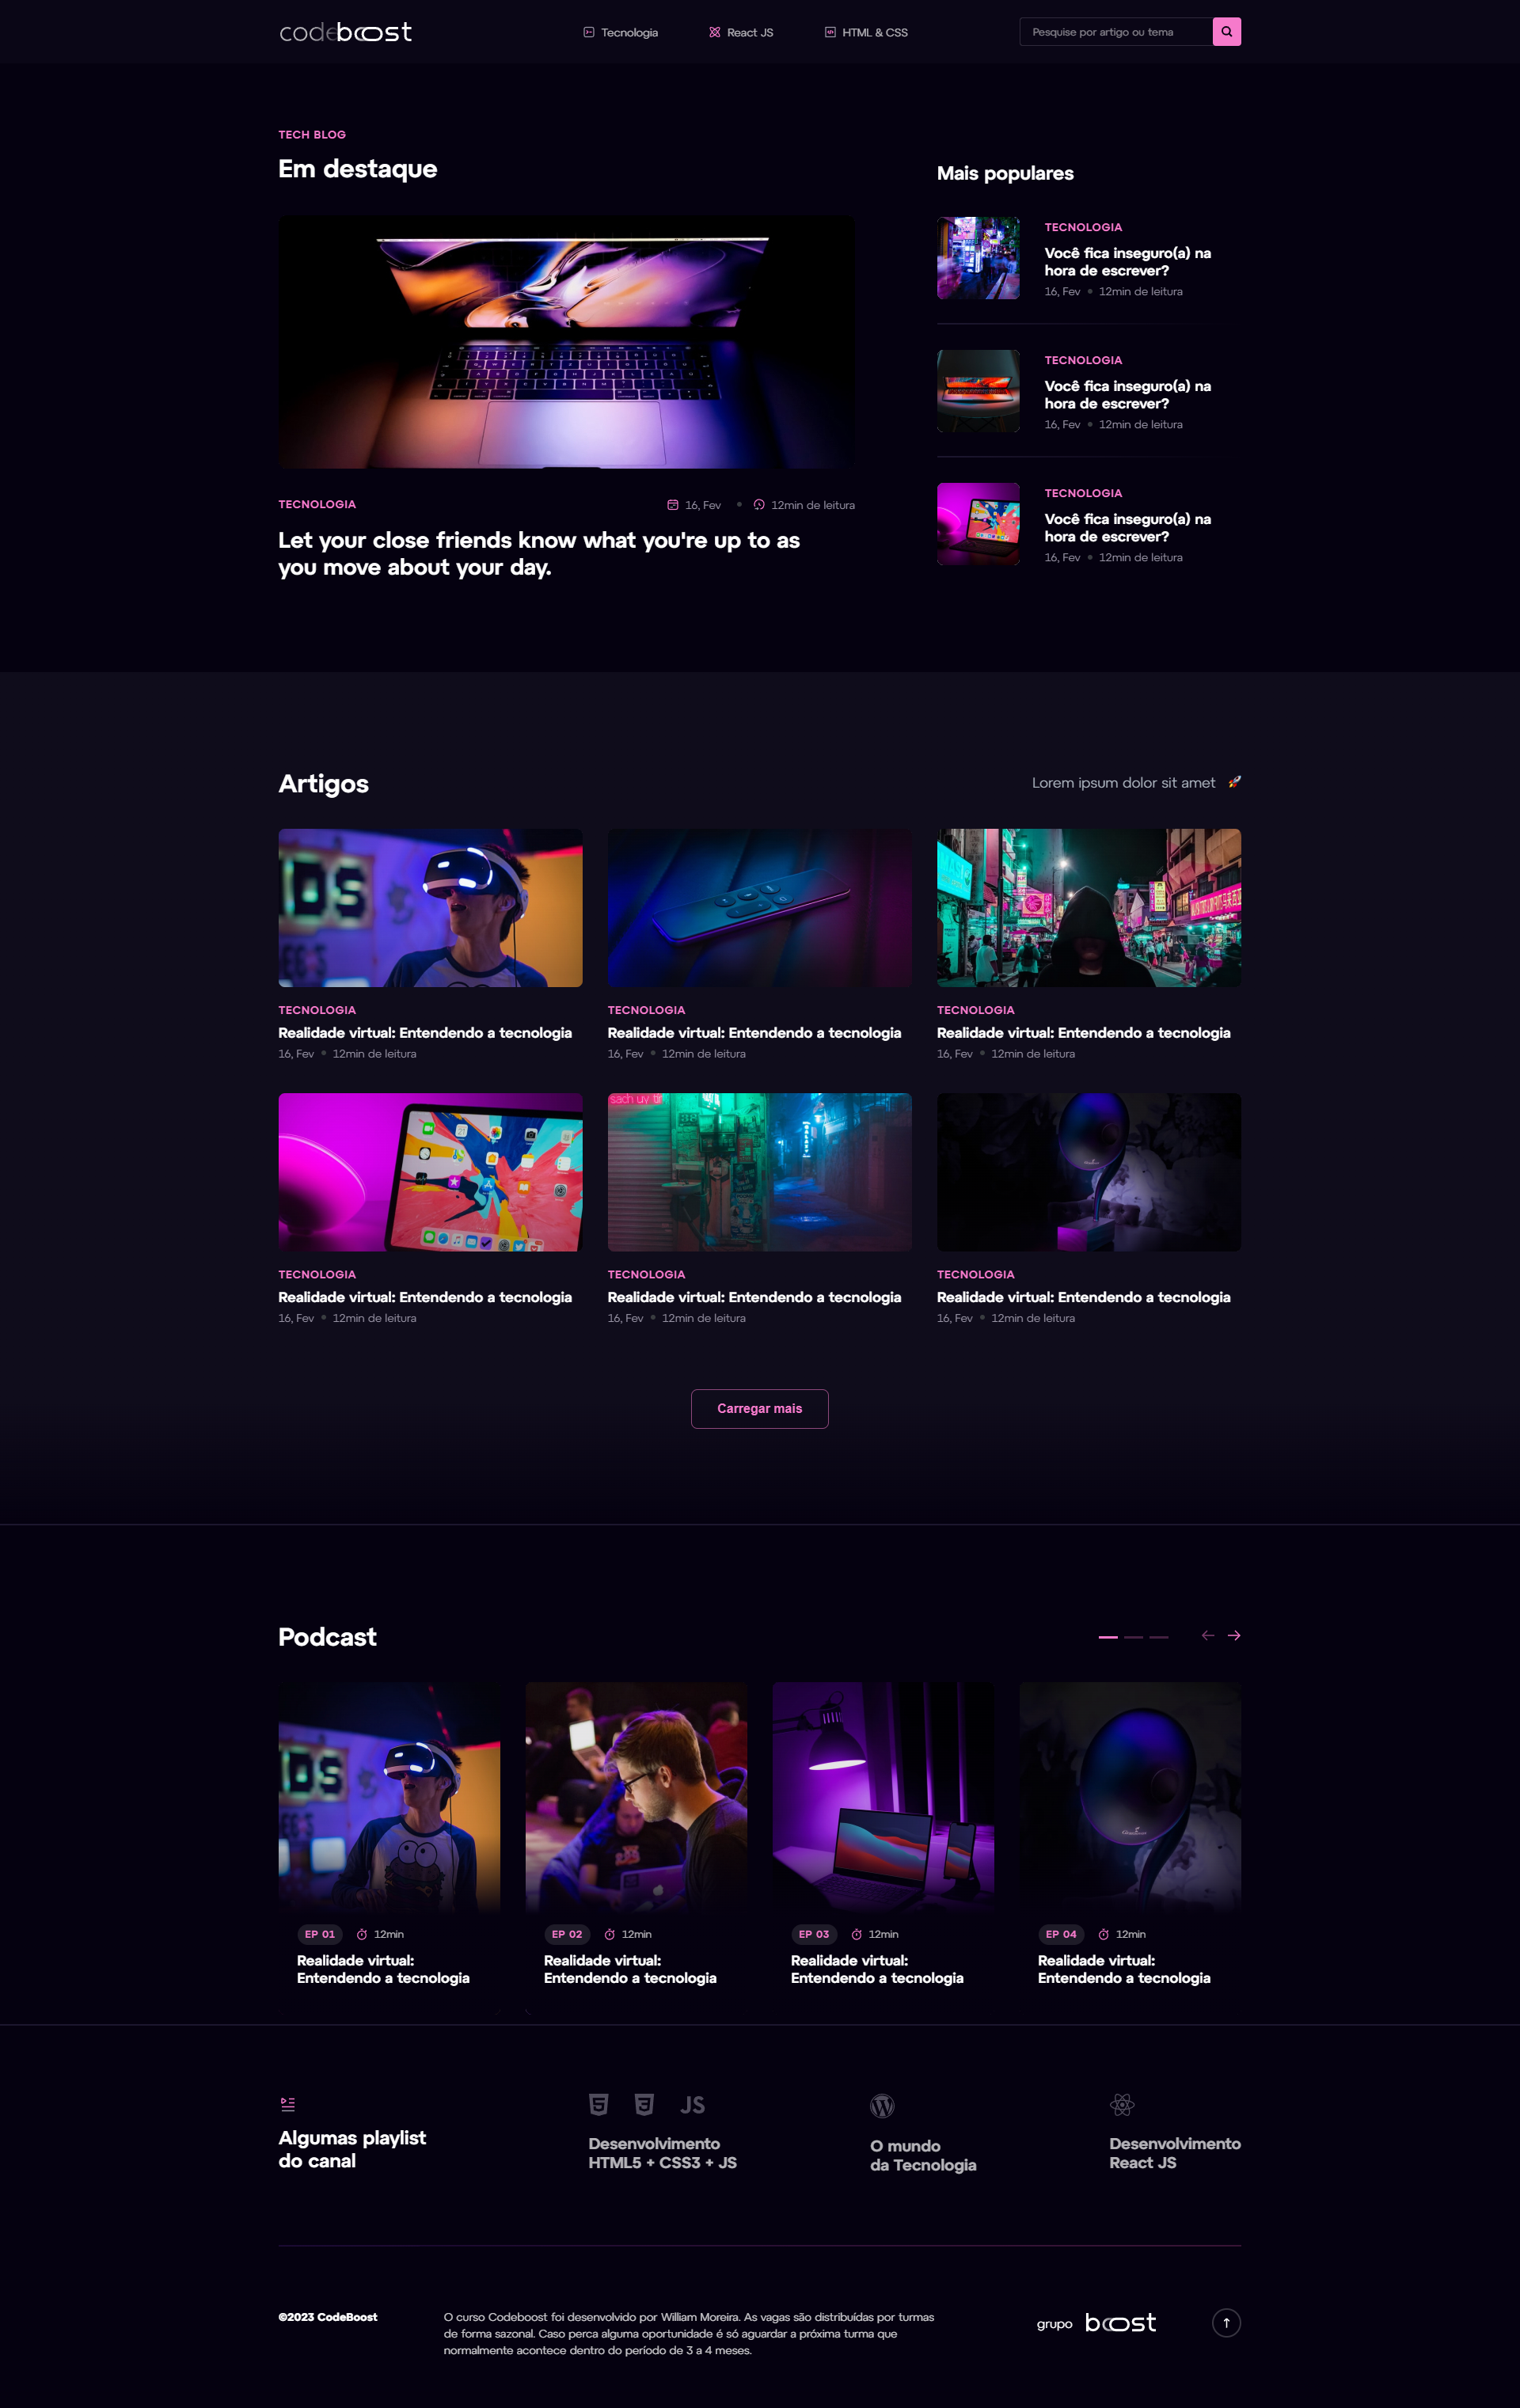 codeboost
Tecnologia
React JS
HTML & CSS
Pesquise por artigo ou tema
TECH BLOG
Em destaque
TECNOLOGIA
16, Fev
12min de leitura
Let your close friends know what you're up to as
you move about your day.
Mais populares
TECNOLOGIA
Você fica inseguro(a) na
hora de escrever?
16, Fev
12min de leitura
TECNOLOGIA
Você fica inseguro(a) na
hora de escrever?
16, Fev
12min de leitura
TECNOLOGIA
Você fica inseguro(a) na
hora de escrever?
16, Fev
12min de leitura
Artigos
Lorem ipsum dolor sit amet
TECNOLOGIA
Realidade virtual: Entendendo a tecnologia
16, Fev
12min de leitura
TECNOLOGIA
Realidade virtual: Entendendo a tecnologia
16, Fev
12min de leitura
TECNOLOGIA
Realidade virtual: Entendendo a tecnologia
16, Fev
12min de leitura
sach uy tin
TECNOLOGIA
Realidade virtual: Entendendo a tecnologia
16, Fev
12min de leitura
TECNOLOGIA
Realidade virtual: Entendendo a tecnologia
16, Fev
12min de leitura
TECNOLOGIA
Realidade virtual: Entendendo a tecnologia
16, Fev
12min de leitura
Carregar mais
Podcast
EP 01
12min
Realidade virtual:
Entendendo a tecnologia
EP 02
12min
Realidade virtual:
Entendendo a tecnologia
EP 03
12min
Realidade virtual:
Entendendo a tecnologia
EP 04
12min
Realidade virtual:
Entendendo a tecnologia
Algumas playlist
do canal
JS
Desenvolvimento
HTML5 + CSS3 + JS
O mundo
da Tecnologia
Desenvolvimento
React JS
©2023 CodeBoost
O curso Codeboost foi desenvolvido por William Moreira. As vagas são distribuídas por turmas
de forma sazonal. Caso perca alguma oportunidade é só aguardar a próxima turma que
normalmente acontece dentro do período de 3 a 4 meses.
grupo boost